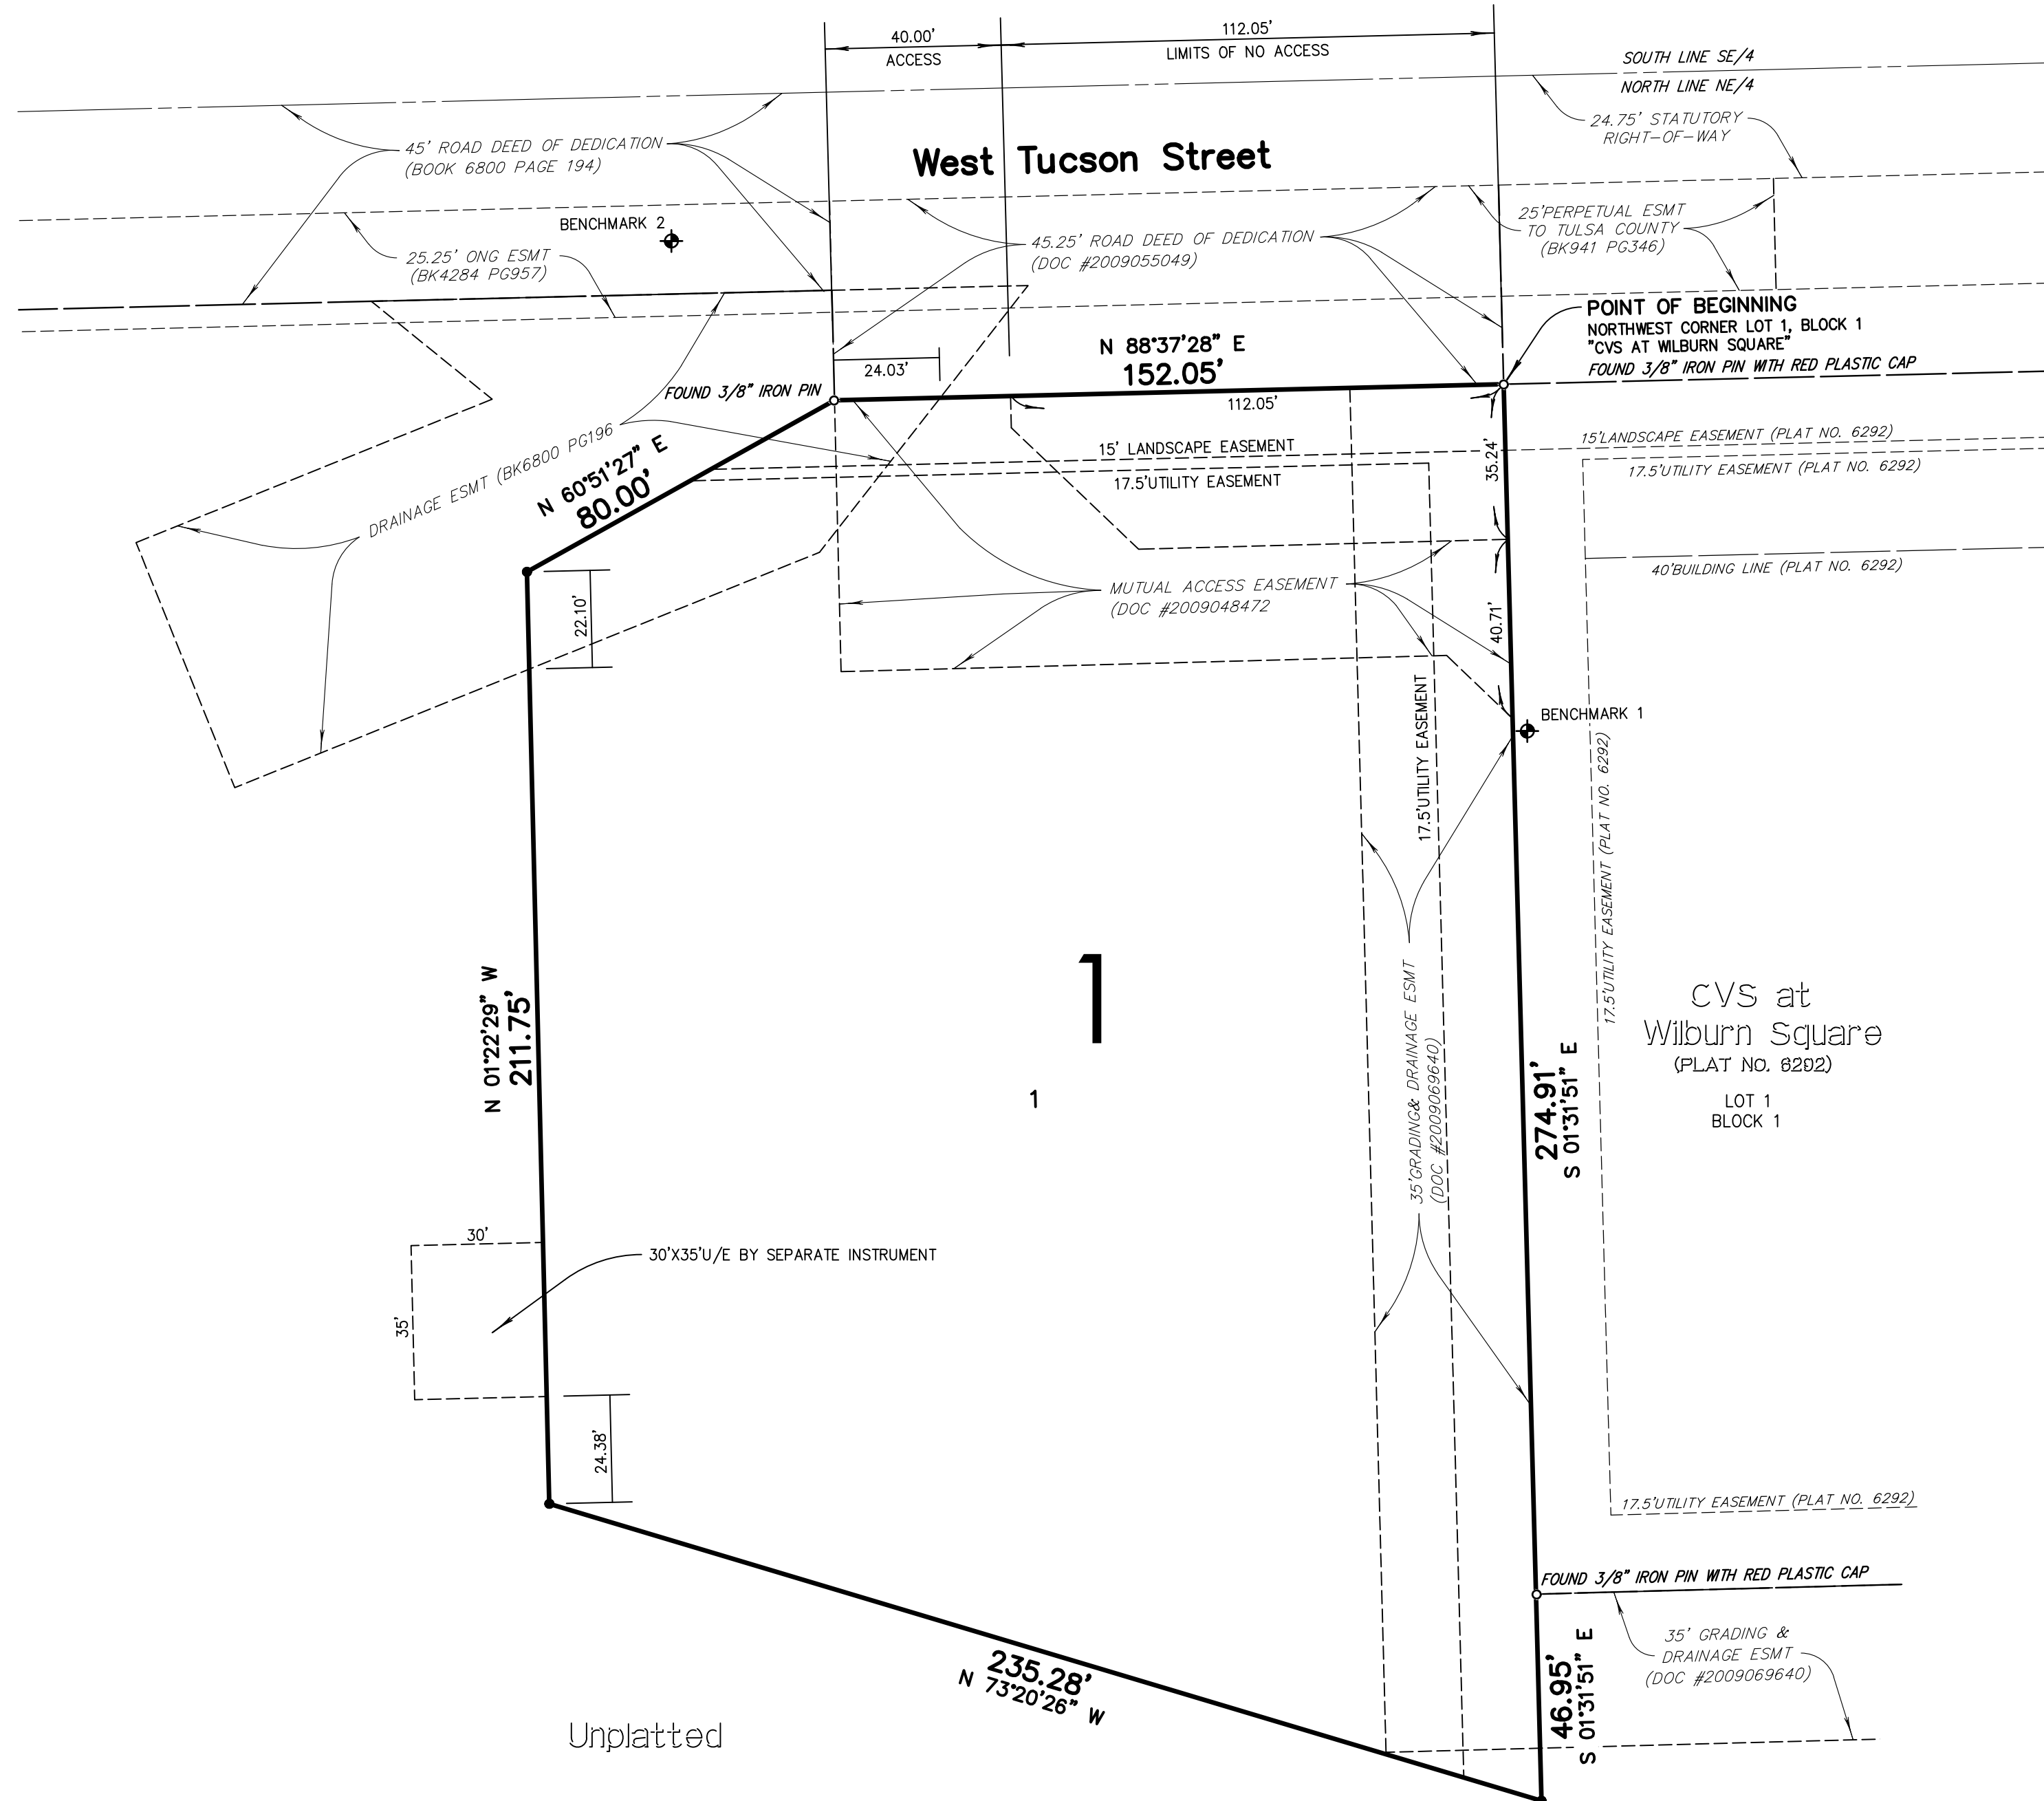 40.00'
ACCESS
112.05'
LIMITS OF NO ACCESS
SOUTH LINE SE/4
NORTH LINE NE/4
24.75' STATUTORY
RIGHT-OF-WAY
45' ROAD DEED OF DEDICATION
(BOOK 6800 PAGE 194)
West Tucson Street
BENCHMARK 2
25.25' ONG ESMT
(BK4284 PG957)
45.25' ROAD DEED OF DEDICATION
(DOC #2009055049)
25'PERPETUAL ESMT
TO TULSA COUNTY
(BK941 PG346)
POINT OF BEGINNING
NORTHWEST CORNER LOT 1, BLOCK 1
"CVS AT WILBURN SQUARE"
FOUND 3/8" IRON PIN WITH RED PLASTIC CAP
N 88°37'28" E
152.05'
24.03'
FOUND 3/8" IRON PIN
112.05'
DRAINAGE ESMT (BK6800 PG196
N 60°51'27" E
80.00'
15' LANDSCAPE EASEMENT
17.5'UTILITY EASEMENT
35.24'
15'LANDSCAPE EASEMENT (PLAT NO. 6292)
17.5'UTILITY EASEMENT (PLAT NO. 6292)
40'BUILDING LINE (PLAT NO. 6292)
22.10'
MUTUAL ACCESS EASEMENT
(DOC #2009048472
40.71'
17.5'UTILITY EASEMENT
BENCHMARK 1
17.5'UTILITY EASEMENT (PLAT NO. 6292)
N 01°22'29" W
211.75'
1
1
35'GRADING& DRAINAGE ESMT
(DOC #2009069640)
274.91'
S 01°31'51" E
CVS at
Wilburn Square
(PLAT NO. 6292)
LOT 1
BLOCK 1
30'
35'
30'X35'U/E BY SEPARATE INSTRUMENT
24.38'
17.5'UTILITY EASEMENT (PLAT NO. 6292)
FOUND 3/8" IRON PIN WITH RED PLASTIC CAP
35' GRADING &
DRAINAGE ESMT
(DOC #2009069640)
46.95'
S 01°31'51" E
235.28'
N 73°20'26" W
Unplatted